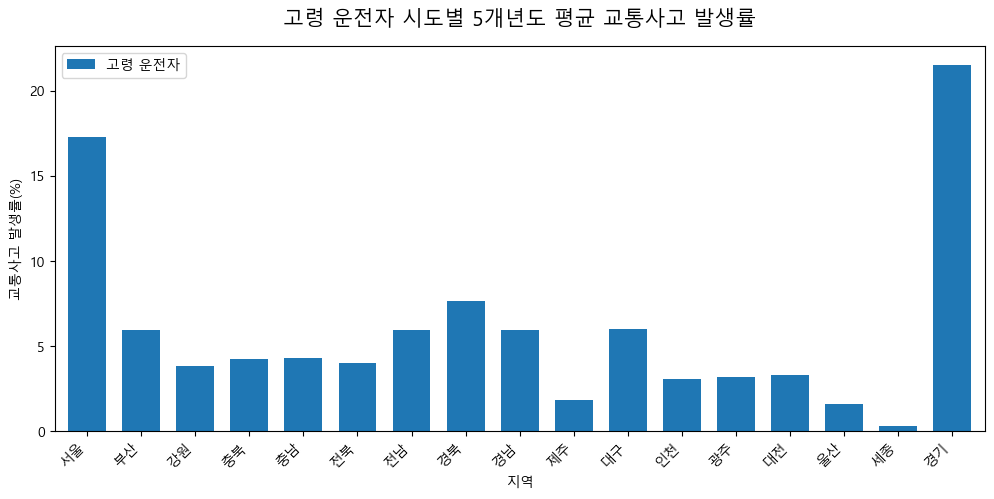 고령 운전자 시도별 5개년도 평균 교통사고 발생률
고령 운전자
교통사고 발생률(%)
20
15
10
5
0
서울 부산 강원 충북 충남 전북 전남 경북 경남 제주 대구 인천 광주 대전 울산 세종 경기
지역